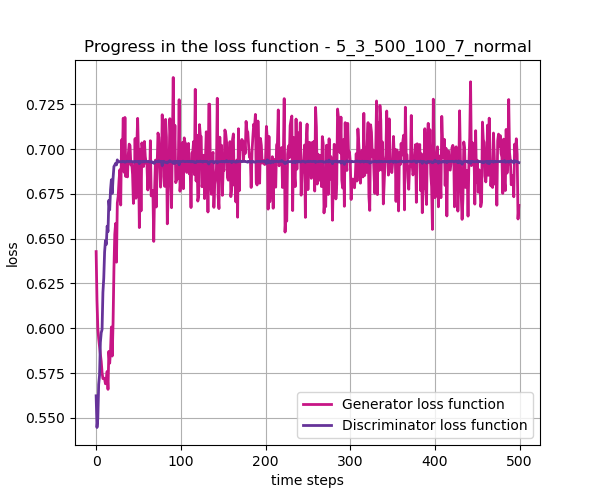 Progress in the loss function - 5_3_500_100_7_normal
loss
0.725
0.700
0.675
0.650
0.625
0.600
0.575
0.550
Generator loss function
Discriminator loss function
0 100 200 300 400 500
time steps